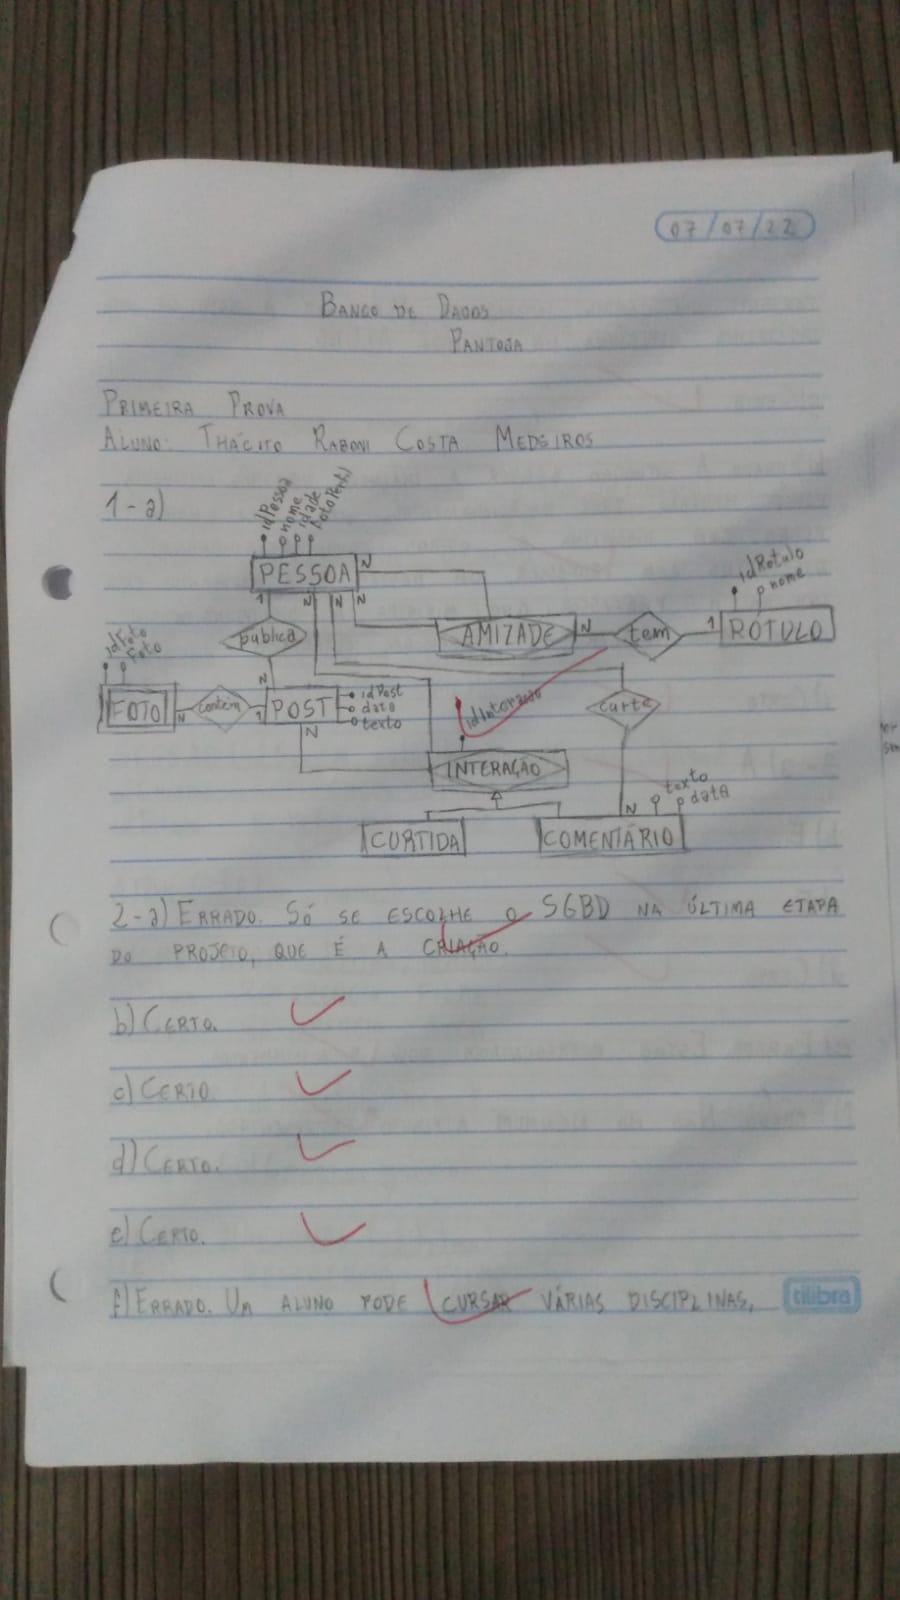 07/07/22
BANCO DE DADOS
PANTOJA
PRIMEIRA PROVA
ALUNO: THÁCITO RABONI COSTA MEDEIROS
1-a)
idPessoa
nome
idade
FotoPerfil
PESSOA
N
1
N
N
N
idRotulo
nome
publica
AMIZADE
N
tem
1
RÓTULO
idFoto
Foto
N
FOTO
N
contem
1
POST
idPost
data
texto
N
idInteração
curte
INTERAÇÃO
N
texto
data
CURTIDA
COMENTÁRIO
2-a) ERRADO. SÓ SE ESCOLHE O SGBD NA ÚLTIMA ETAPA
DO PROJETO, QUE É A CRIAÇÃO.
b) CERTO.
c) CERTO
d) CERTO.
e) CERTO.
f) ERRADO. UM ALUNO PODE CURSAR VÁRIAS DISCIPLINAS,
tilibra